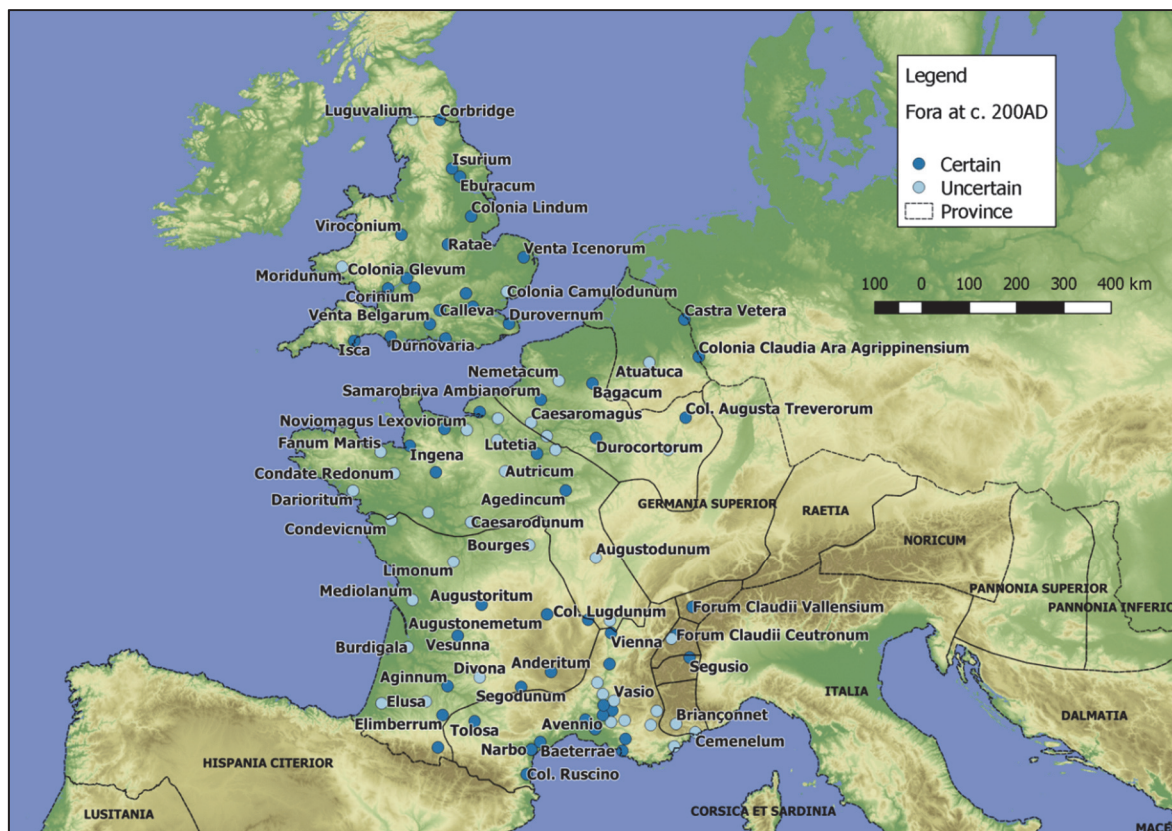 Legend
Fora at c. 200AD
Certain
Uncertain
Province
100 0 100 200 300 400 km
Luguvalium
Corbridge
Isurium
Eburacum
Colonia Lindum
Viroconium
Ratae
Venta Icenorum
Moridunum
Colonia Glevum
Corinium
Colonia Camulodunum
Venta Belgarum
Calleva
Durovernum
Isca
Durnovaria
Castra Vetera
Colonia Claudia Ara Agrippinensium
Nemetacum
Atuatuca
Samarobriva Ambianorum
Bagacum
Noviomagus Lexoviorum
Caesaromagus
Col. Augusta Treverorum
Fanum Martis
Ingena
Lutetia
Durocortorum
Condate Redonum
Autricum
Darioritum
Agedincum
GERMANIA SUPERIOR
RAETIA
Condevicnum
Caesarodunum
NORICUM
Bourges
Augustodunum
Limonum
PANNONIA SUPERIOR
Mediolanum
Augustoritum
Col. Lugdunum
Forum Claudii Vallensium
PANNONIA INFERIO
Augustonemetum
Vesunna
Vienna
Forum Claudii Ceutronum
Burdigala
Divona
Anderitum
Segusio
Aginnum
Segodunum
Vasio
ITALIA
Elusa
Elimberrum
Tolosa
Avennio
Briançonnet
DALMATIA
Narbo
Baeterrae
Cemenelum
HISPANIA CITERIOR
Col. Ruscino
LUSITANIA
CORSICA ET SARDINIA
MACE